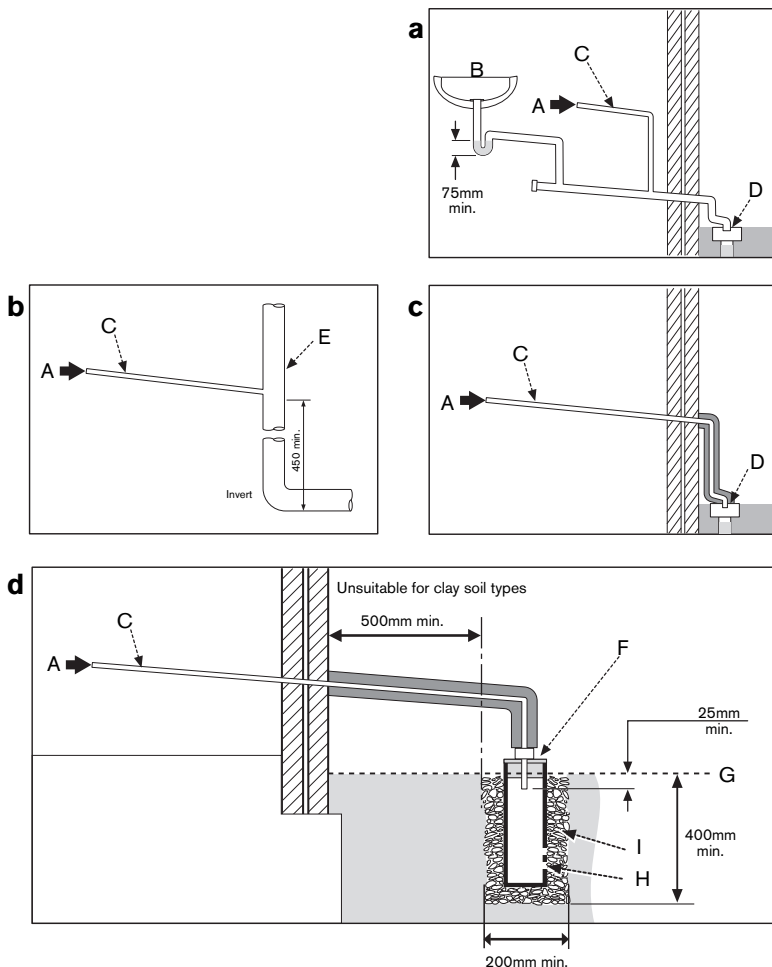 a
B
C
A
75mm
min.
D
b
C
A
E
450 min.
Invert
c
C
A
D
d
Unsuitable for clay soil types
500mm min.
C
A
F
25mm
min.
G
I
400mm
min.
H
200mm min.